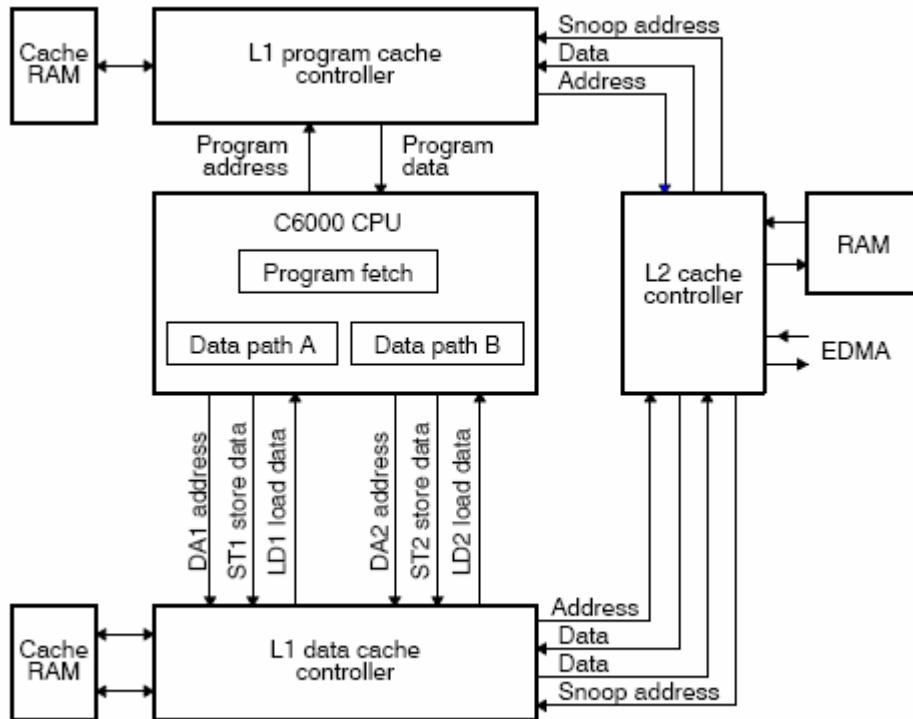 Cache
RAM
L1 program cache
controller
Snoop address
Data
Address
Program
address
Program
data
C6000 CPU
Program fetch
Data path A
Data path B
L2 cache
controller
RAM
EDMA
DA1 address
ST1 store data
LD1 load data
DA2 address
ST2 store data
LD2 load data
Cache
RAM
L1 data cache
controller
Address
Data
Data
Snoop address